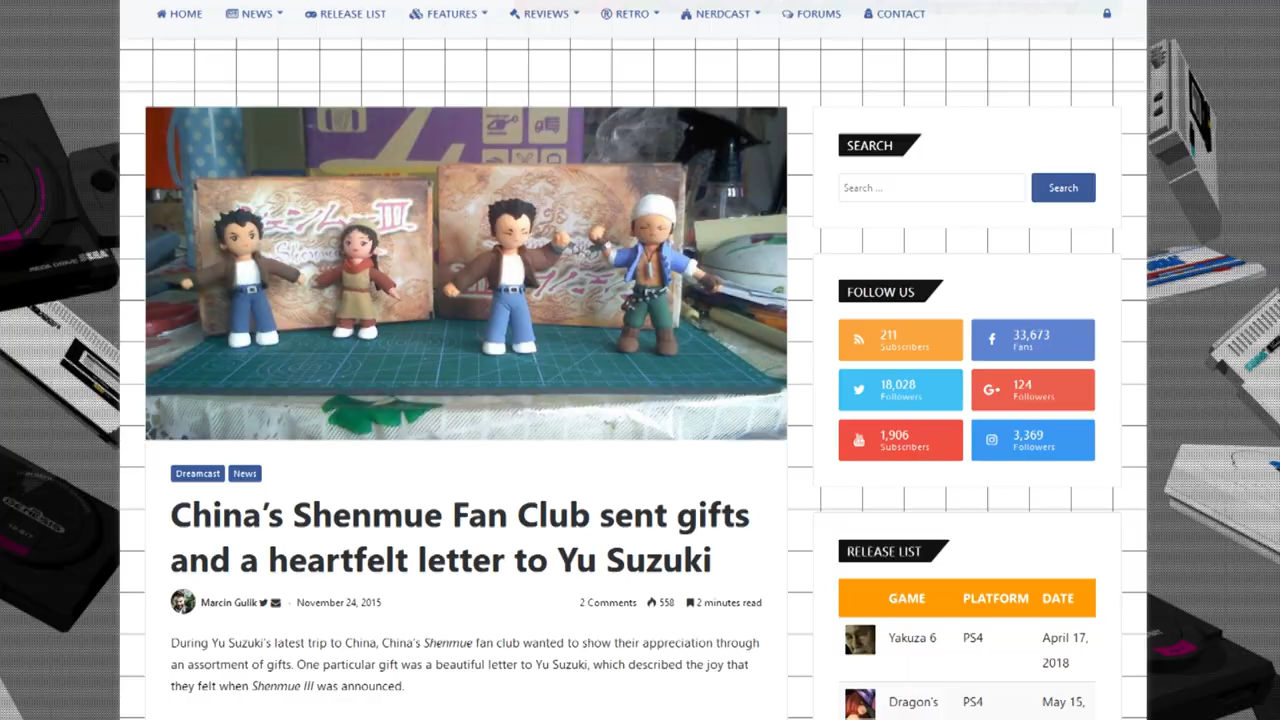 HOME NEWS RELEASE LIST FEATURES REVIEWS RETRO NERDCAST FORUMS CONTACT
SEARCH
Search ... Search
FOLLOW US
211 Subscribers
33,673 Fans
18,028 Followers
124 Followers
1,906 Subscribers
3,369 Followers
Dreamcast News
China's Shenmue Fan Club sent gifts
and a heartfelt letter to Yu Suzuki
Marcin Gulik - November 24, 2015 2 Comments 558 2 minutes read
During Yu Suzuki's latest trip to China, China's Shenmue fan club wanted to show their appreciation through
an assortment of gifts. One particular gift was a beautiful letter to Yu Suzuki, which described the joy that
they felt when Shenmue III was announced.
RELEASE LIST
GAME PLATFORM DATE
Yakuza 6 PS4 April 17,
2018
Dragon's PS4 May 15,